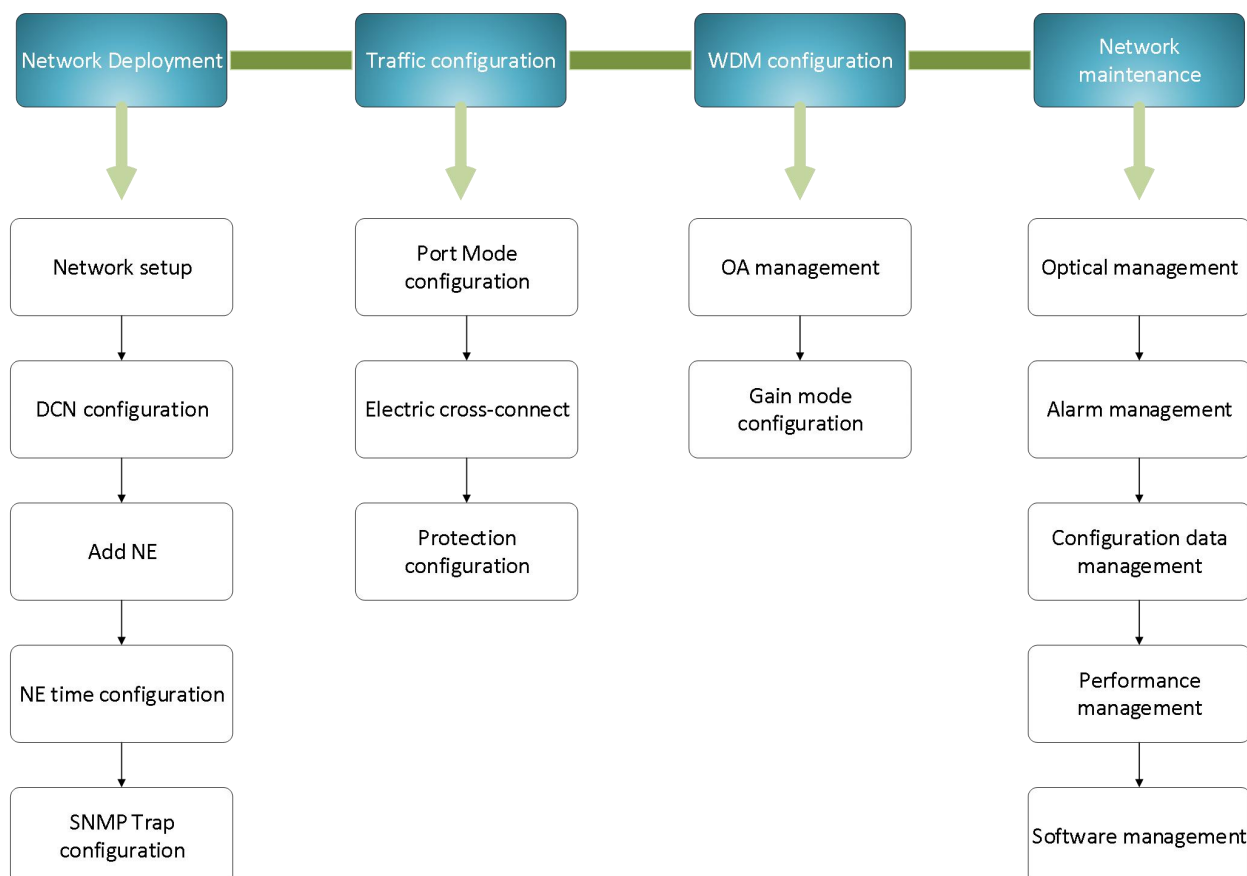 Network Deployment
Traffic configuration
WDM configuration
Network
maintenance
Network setup
DCN configuration
Add NE
NE time configuration
SNMP Trap
configuration
Port Mode
configuration
Electric cross-connect
Protection
configuration
OA management
Gain mode
configuration
Optical management
Alarm management
Configuration data
management
Performance
management
Software management